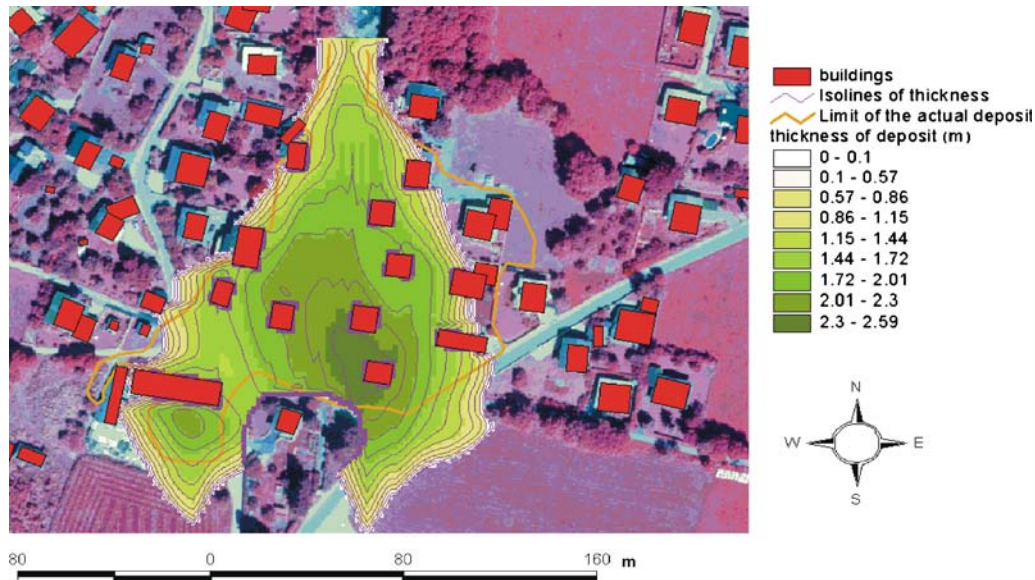 buildings
Isolines of thickness
Limit of the actual deposit
thickness of deposit (m)
0 - 0.1
0.1 - 0.57
0.57 - 0.86
0.86 - 1.15
1.15 - 1.44
1.44 - 1.72
1.72 - 2.01
2.01 - 2.3
2.3 - 2.59
N
W E
S
80 0 80 160 m